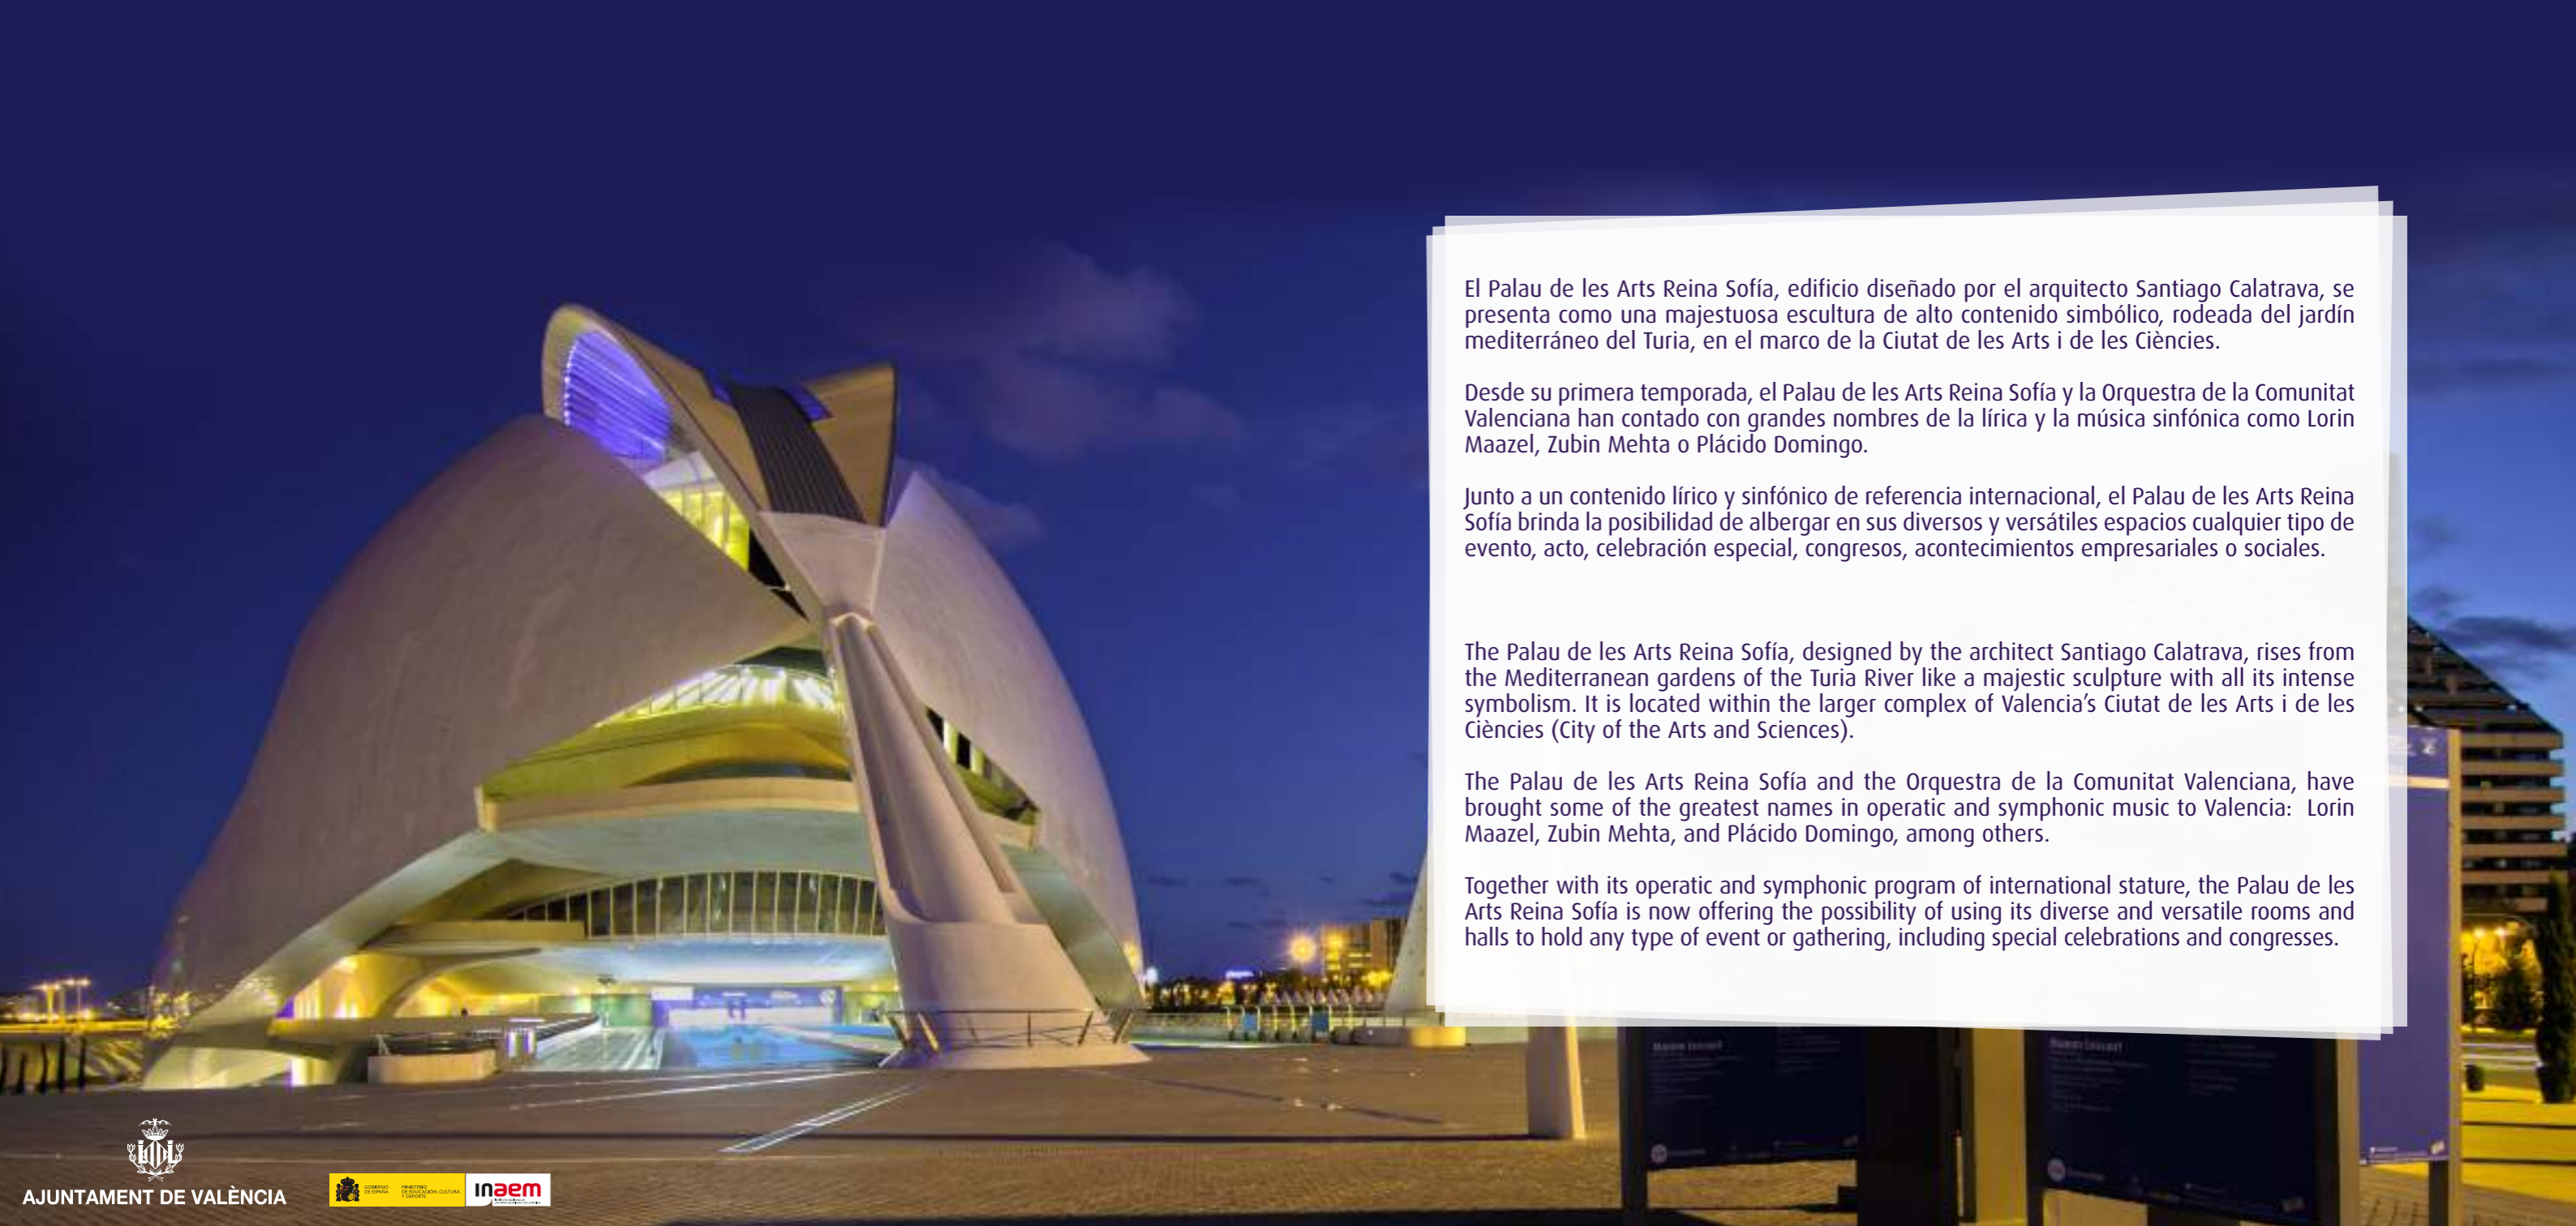 El Palau de les Arts Reina Sofía, edificio diseñado por el arquitecto Santiago Calatrava, se
presenta como una majestuosa escultura de alto contenido simbólico, rodeada del jardín
mediterráneo del Turia, en el marco de la Ciutat de les Arts i de les Ciències.
Desde su primera temporada, el Palau de les Arts Reina Sofía y la Orquestra de la Comunitat
Valenciana han contado con grandes nombres de la lírica y la música sinfónica como Lorin
Maazel, Zubin Mehta o Plácido Domingo.
Junto a un contenido lírico y sinfónico de referencia internacional, el Palau de les Arts Reina
Sofía brinda la posibilidad de albergar en sus diversos y versátiles espacios cualquier tipo de
evento, acto, celebración especial, congresos, acontecimientos empresariales o sociales.
The Palau de les Arts Reina Sofía, designed by the architect Santiago Calatrava, rises from
the Mediterranean gardens of the Turia River like a majestic sculpture with all its intense
symbolism. It is located within the larger complex of Valencia’s Ciutat de les Arts i de les
Ciències (City of the Arts and Sciences).
The Palau de les Arts Reina Sofía and the Orquestra de la Comunitat Valenciana, have
brought some of the greatest names in operatic and symphonic music to Valencia:  Lorin
Maazel, Zubin Mehta, and Plácido Domingo, among others.
Together with its operatic and symphonic program of international stature, the Palau de les
Arts Reina Sofía is now offering the possibility of using its diverse and versatile rooms and
halls to hold any type of event or gathering, including special celebrations and congresses.
AJUNTAMENT DE VALÈNCIA
GOBIERNO
DE ESPAÑA
MINISTERIO
DE EDUCACIÓN, CULTURA
Y DEPORTE
inaem